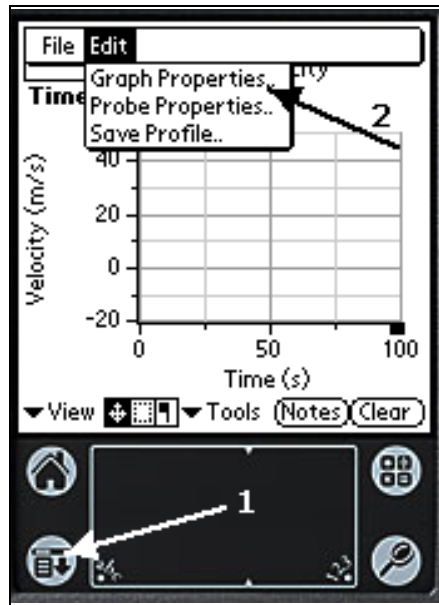 File Edit
Graph Properties..
Probe Properties..
Save Profile..
Time
2
Velocity (m/s)
40
20
0
-20
0 50 100
Time (s)
View Tools Notes Clear
1
123